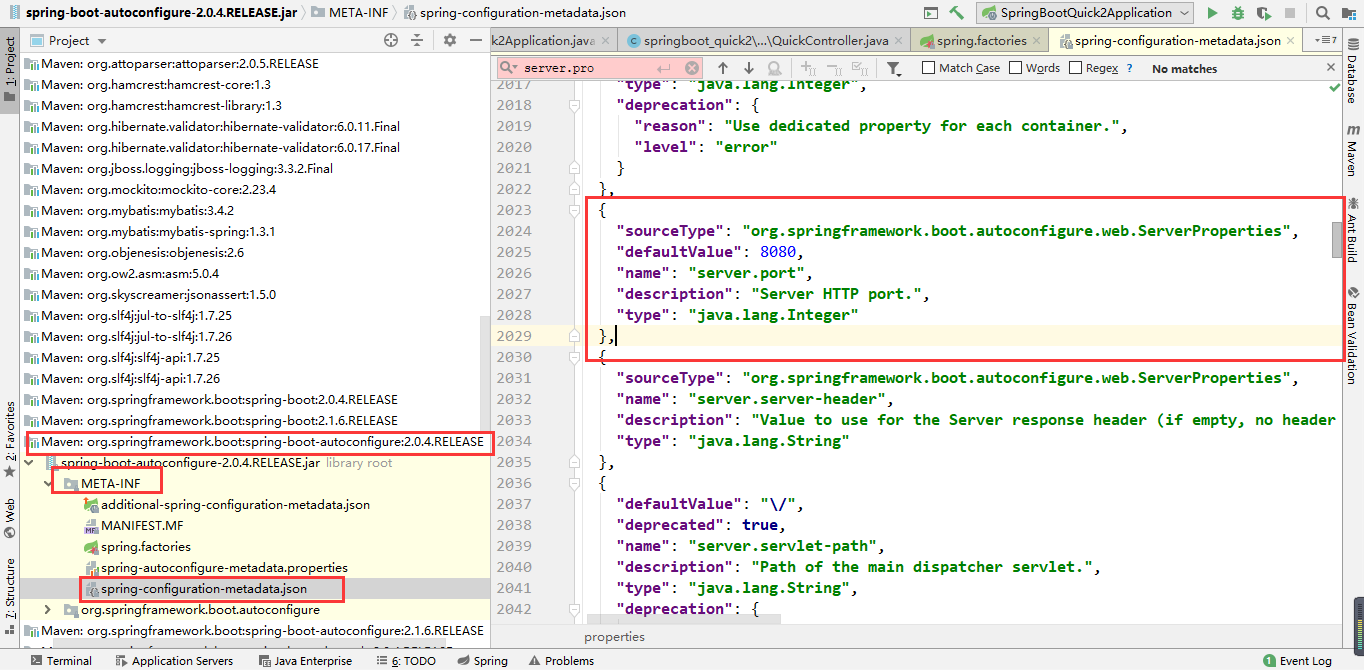 spring-boot-autoconfigure-2.0.4.RELEASE.jar META-INF spring-configuration-metadata.json SpringBootQuick2Application
Project k2Application.java springboot_quick2\...\QuickController.java spring.factories spring-configuration-metadata.json
server.pro Match Case Words Regex ? No matches
1: Project
2: Favorites
Web
7: Structure
Maven: org.attoparser:attoparser:2.0.5.RELEASE
Maven: org.hamcrest:hamcrest-core:1.3
Maven: org.hamcrest:hamcrest-library:1.3
Maven: org.hibernate.validator:hibernate-validator:6.0.11.Final
Maven: org.hibernate.validator:hibernate-validator:6.0.17.Final
Maven: org.jboss.logging:jboss-logging:3.3.2.Final
Maven: org.mockito:mockito-core:2.23.4
Maven: org.mybatis:mybatis:3.4.2
Maven: org.mybatis:mybatis-spring:1.3.1
Maven: org.objenesis:objenesis:2.6
Maven: org.ow2.asm:asm:5.0.4
Maven: org.skyscreamer:jsonassert:1.5.0
Maven: org.slf4j:jul-to-slf4j:1.7.25
Maven: org.slf4j:jul-to-slf4j:1.7.26
Maven: org.slf4j:slf4j-api:1.7.25
Maven: org.slf4j:slf4j-api:1.7.26
Maven: org.springframework.boot:spring-boot:2.0.4.RELEASE
Maven: org.springframework.boot:spring-boot:2.1.6.RELEASE
Maven: org.springframework.boot:spring-boot-autoconfigure:2.0.4.RELEASE
spring-boot-autoconfigure-2.0.4.RELEASE.jar library root
META-INF
additional-spring-configuration-metadata.json
MANIFEST.MF
spring.factories
spring-autoconfigure-metadata.properties
spring-configuration-metadata.json
org.springframework.boot.autoconfigure
Maven: org.springframework.boot:spring-boot-autoconfigure:2.1.6.RELEASE
2017 "type": "java.lang.Integer",
2018 "deprecation": {
2019 "reason": "Use dedicated property for each container.",
2020 "level": "error"
2021 }
2022 },
2023 {
2024 "sourceType": "org.springframework.boot.autoconfigure.web.ServerProperties",
2025 "defaultValue": 8080,
2026 "name": "server.port",
2027 "description": "Server HTTP port.",
2028 "type": "java.lang.Integer"
2029 },
2030 {
2031 "sourceType": "org.springframework.boot.autoconfigure.web.ServerProperties",
2032 "name": "server.server-header",
2033 "description": "Value to use for the Server response header (if empty, no header
2034 "type": "java.lang.String"
2035 },
2036 {
2037 "defaultValue": "\/",
2038 "deprecated": true,
2039 "name": "server.servlet-path",
2040 "description": "Path of the main dispatcher servlet.",
2041 "type": "java.lang.String",
2042 "deprecation": {
properties
Database
Maven
Ant Build
Bean Validation
Terminal Application Servers Java Enterprise 6: TODO Spring Problems 1 Event Log